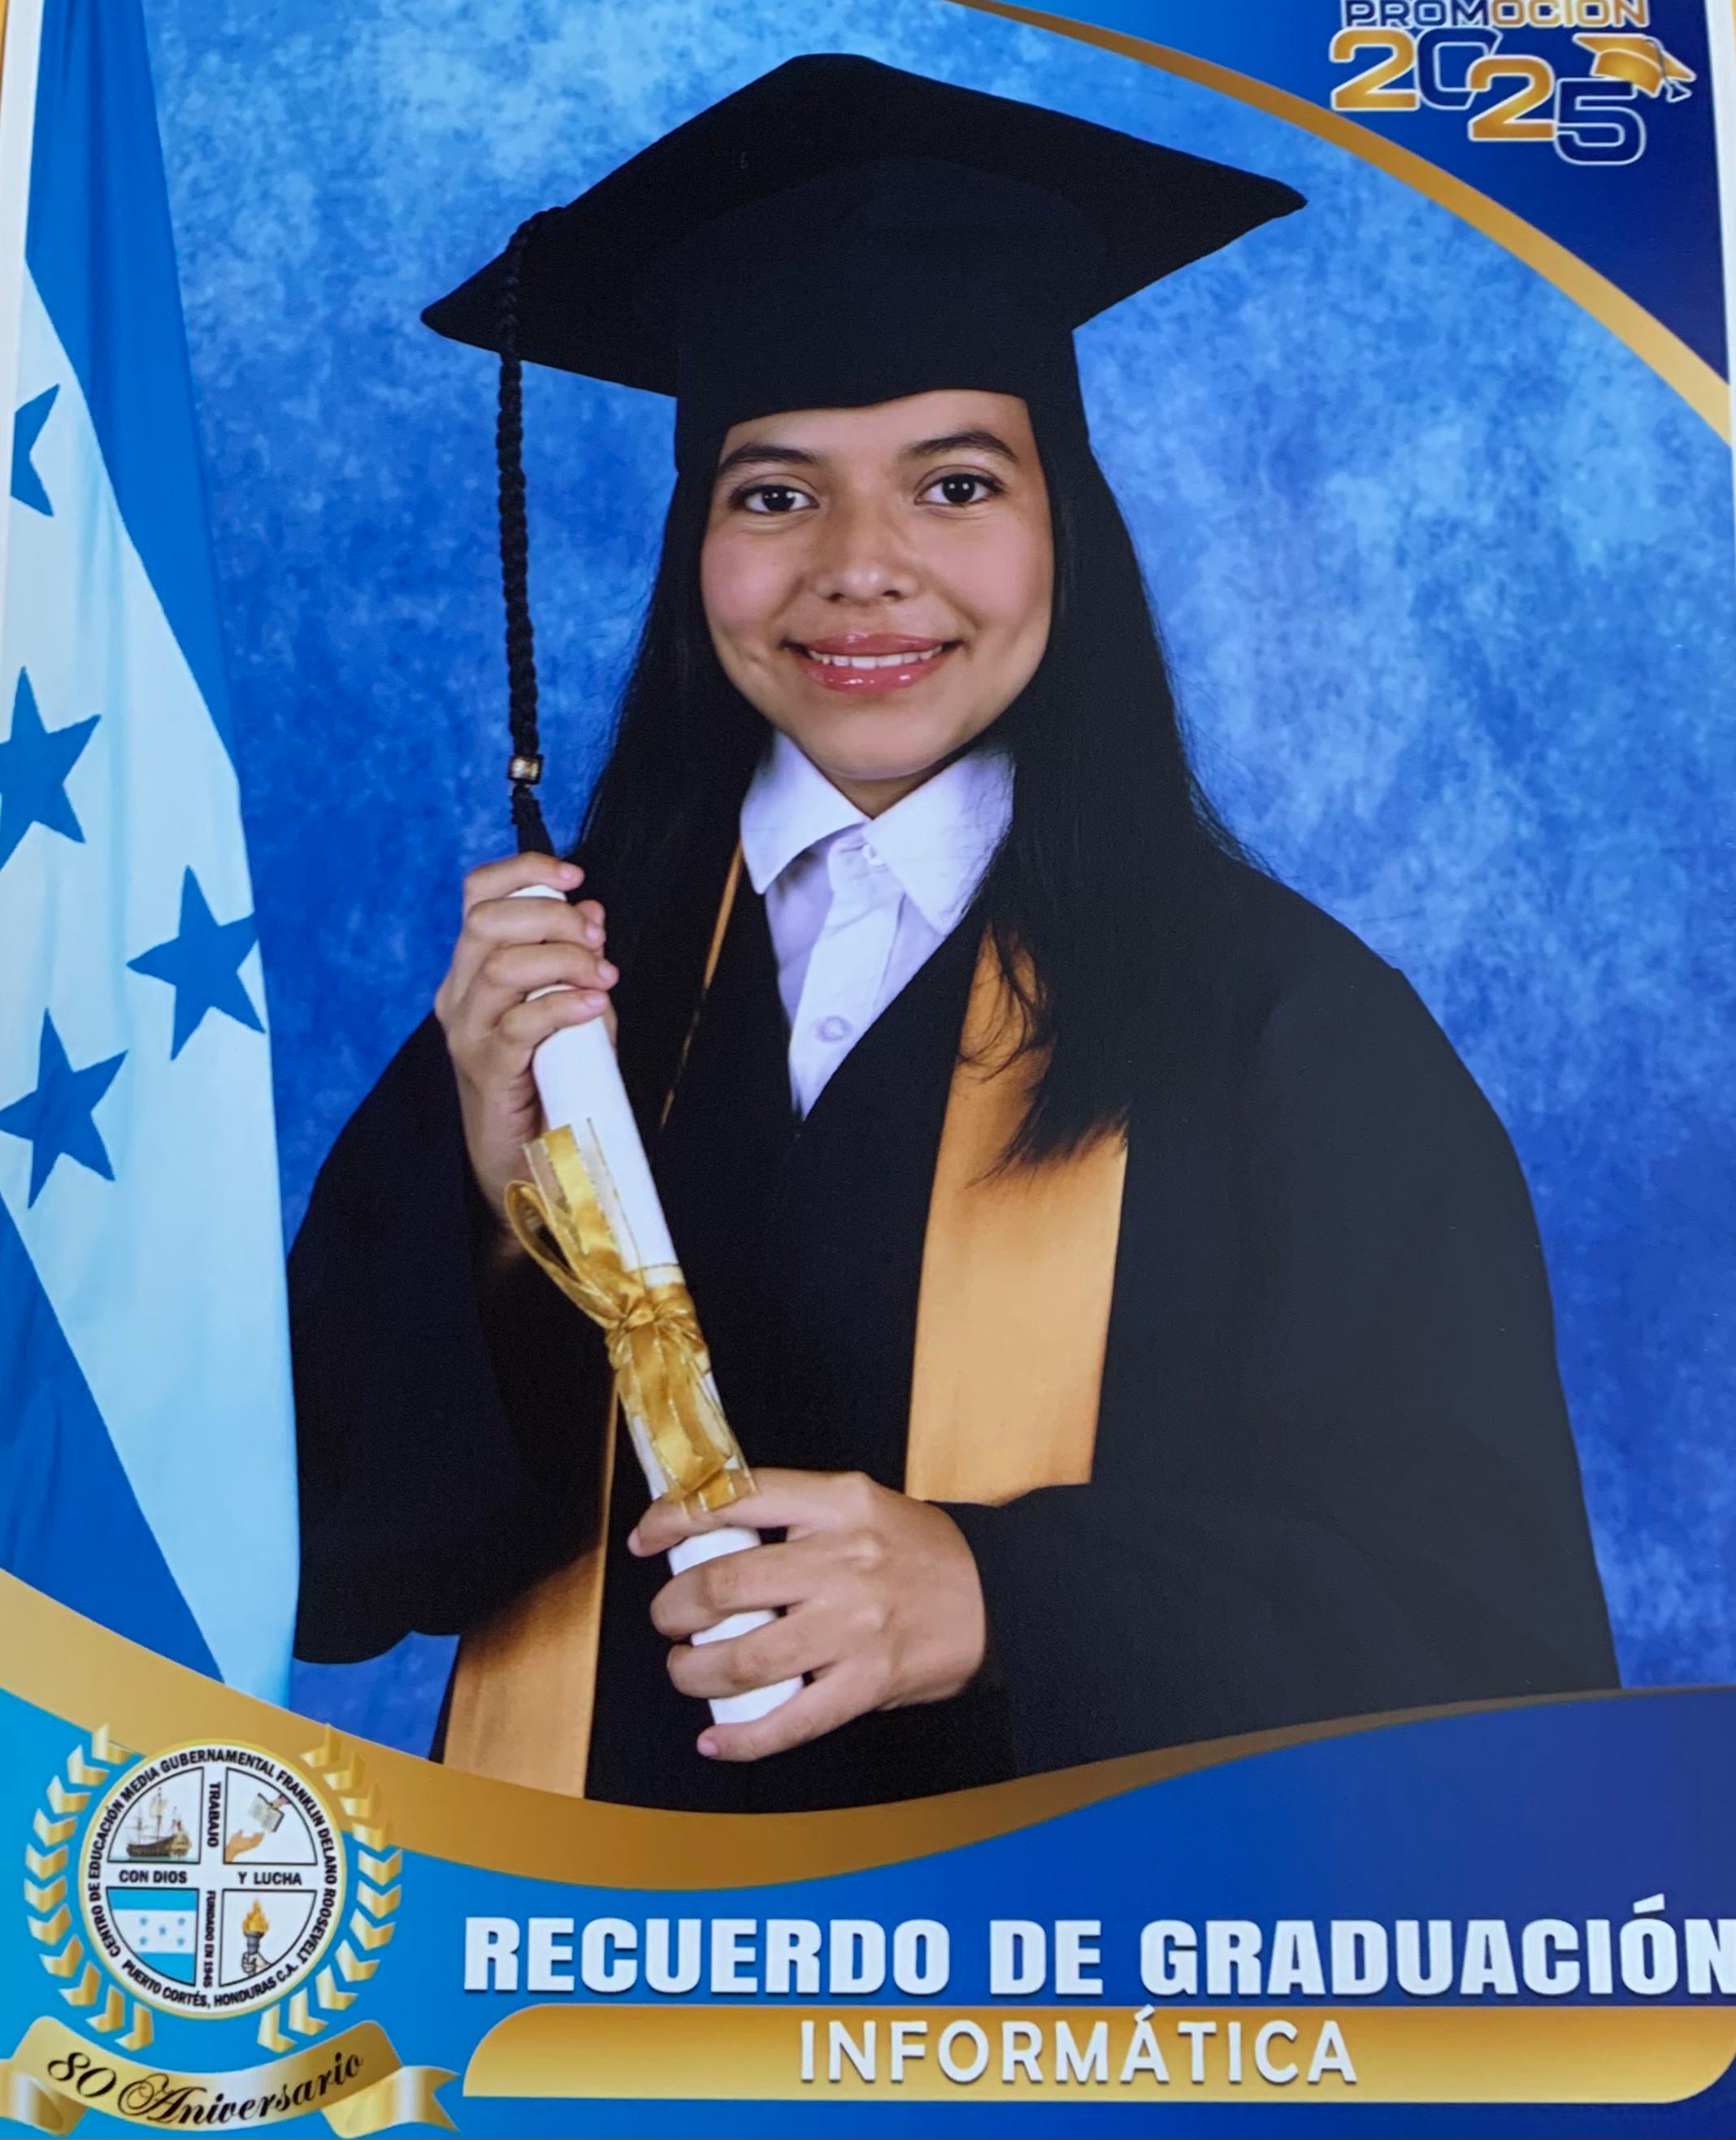 PROMOCION
2025
CENTRO DE EDUCACIÓN MEDIA GUBERNAMENTAL FRANKLIN DELANO ROOSEVELT
TRABAJO
CON DIOS Y LUCHA
FUNDADO EN 1945
PUERTO CORTÉS, HONDURAS C.A.
80 Aniversario
RECUERDO DE GRADUACIÓN
INFORMÁTICA